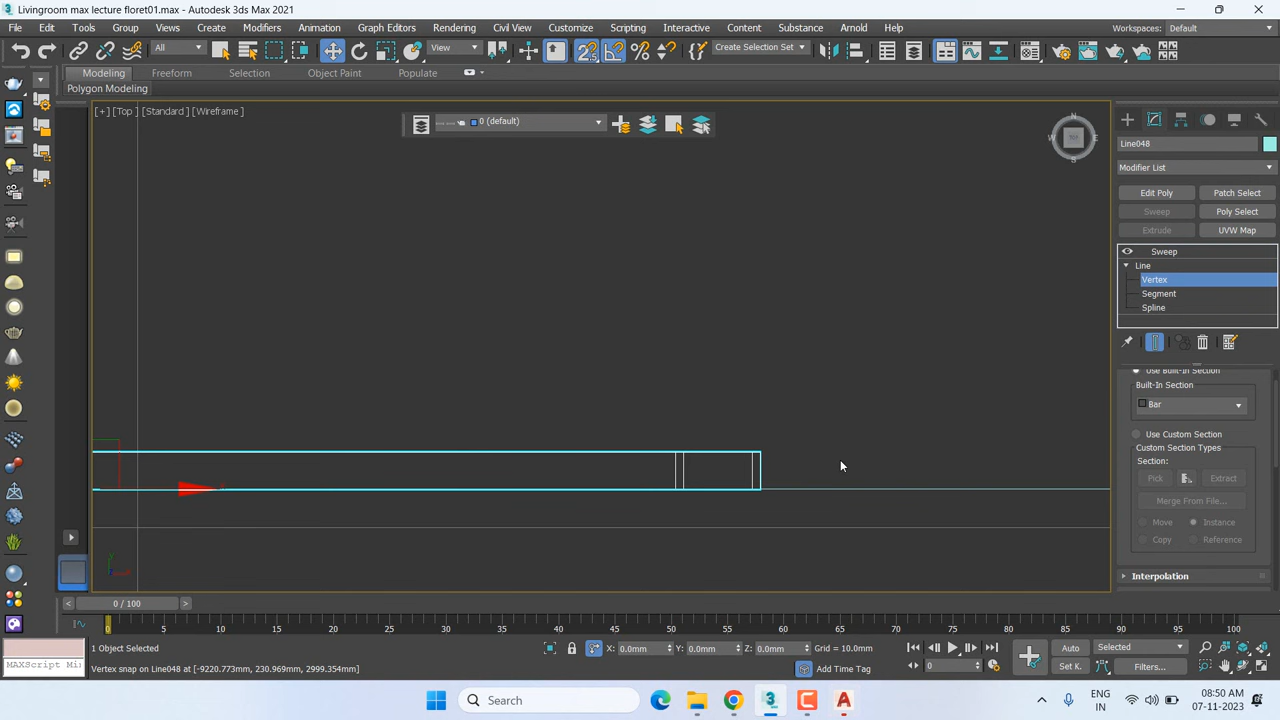 Livingroom max lecture floret01.max - Autodesk 3ds Max 2021
File Edit Tools Group Views Create Modifiers Animation Graph Editors Rendering Civil View Customize Scripting Interactive Content Substance Arnold Help
Workspaces: Default
All View Create Selection Set
Modeling Freeform Selection Object Paint Populate
Polygon Modeling
[+] [Top ] [Standard ] [Wireframe ]
0 (default)
Line048
Modifier List
Edit Poly Patch Select
Sweep Poly Select
Extrude UVW Map
Sweep
Line
Vertex
Segment
Spline
Use Built-In Section
Built-In Section
Bar
Use Custom Section
Custom Section Types
Section:
Pick Extract
Merge From File...
Move Instance
Copy Reference
Interpolation
0 / 100
0 5 10 15 20 25 30 35 40 45 50 55 60 65 70 75 80 85 90 95 100
1 Object Selected
X: 0.0mm Y: 0.0mm Z: 0.0mm Grid = 10.0mm
Auto Selected
MAXScript Mi
Vertex snap on Line048 at [-9220.773mm, 230.969mm, 2999.354mm]
Add Time Tag
Set K. Filters...
0
Search
ENG
IN
08:50 AM
07-11-2023